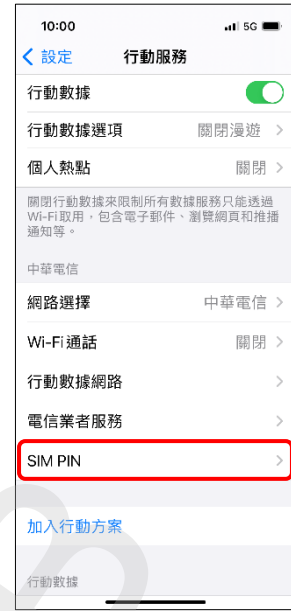 10:00 5G
設定 行動服務
行動數據
行動數據選項 關閉漫遊
個人熱點 關閉
關閉行動數據來限制所有數據服務只能透過
Wi-Fi取用，包含電子郵件、瀏覽網頁和推播
通知等。
中華電信
網路選擇 中華電信
Wi-Fi通話 關閉
行動數據網路
電信業者服務
SIM PIN
加入行動方案
行動數據